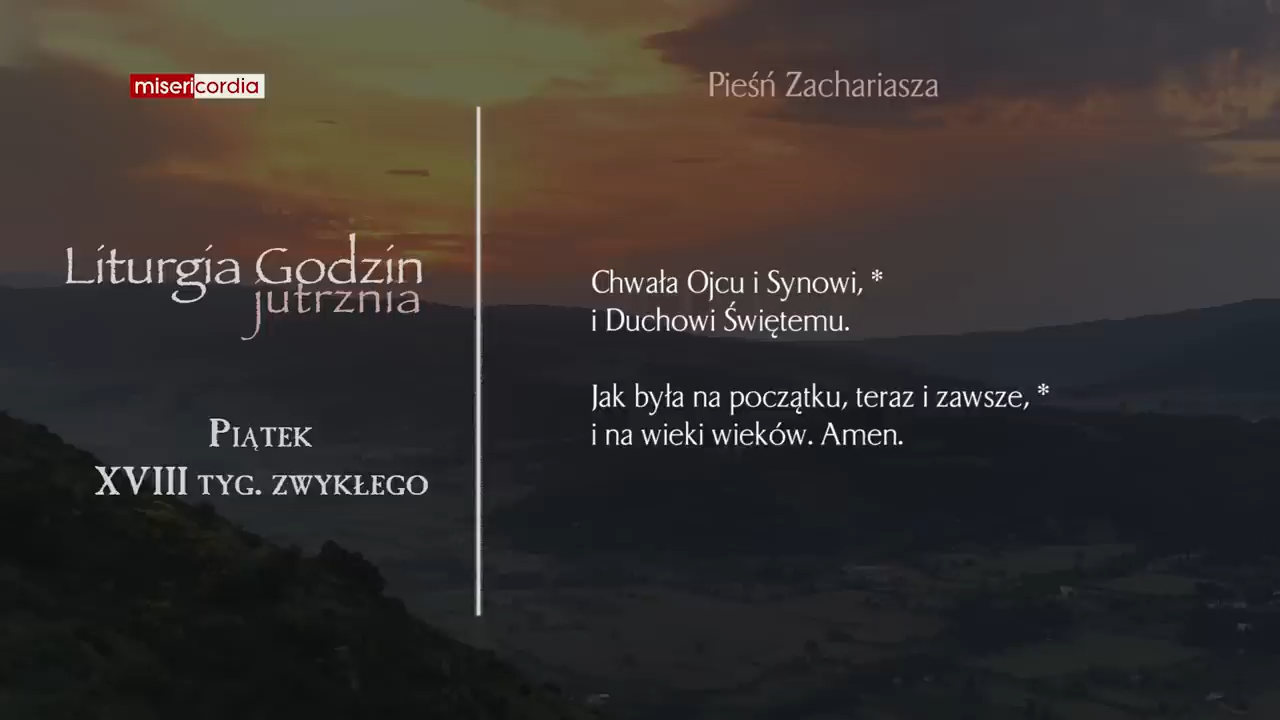 misericordia
Pieśń Zachariasza
Liturgia Godzin
jutrznia
Piątek
XVIII tyg. zwykłego
Chwała Ojcu i Synowi, *
i Duchowi Świętemu.
Jak była na początku, teraz i zawsze, *
i na wieki wieków. Amen.